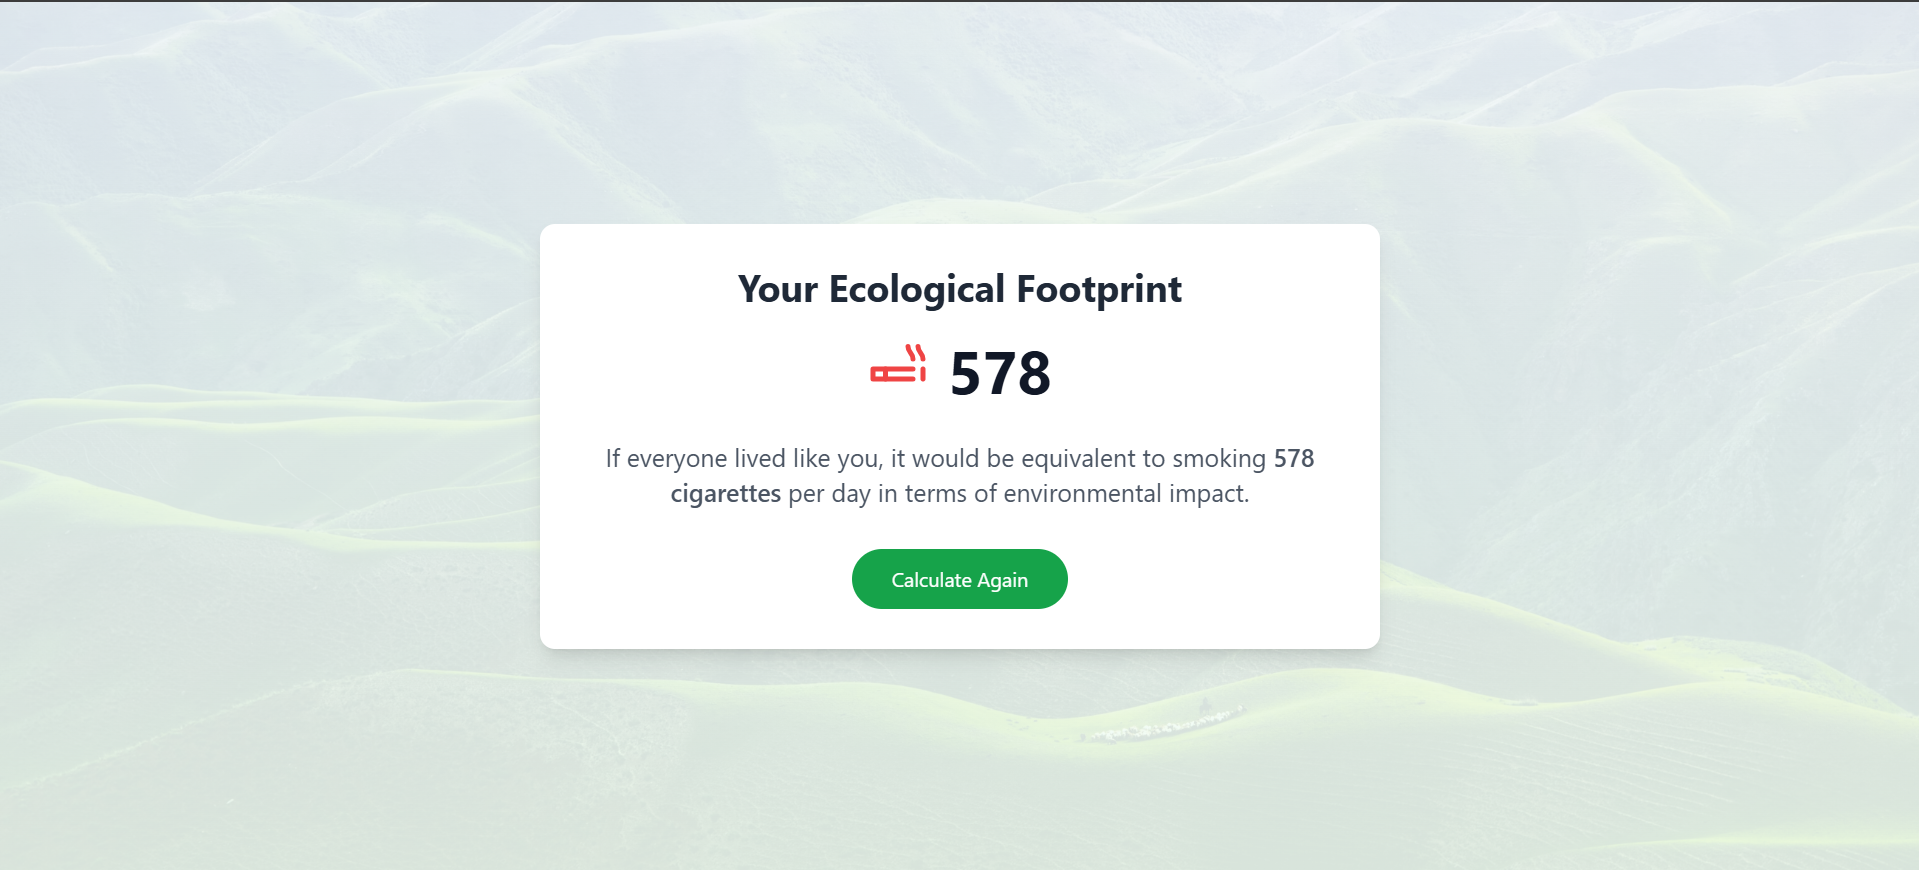 Your Ecological Footprint
578
If everyone lived like you, it would be equivalent to smoking 578
cigarettes per day in terms of environmental impact.
Calculate Again